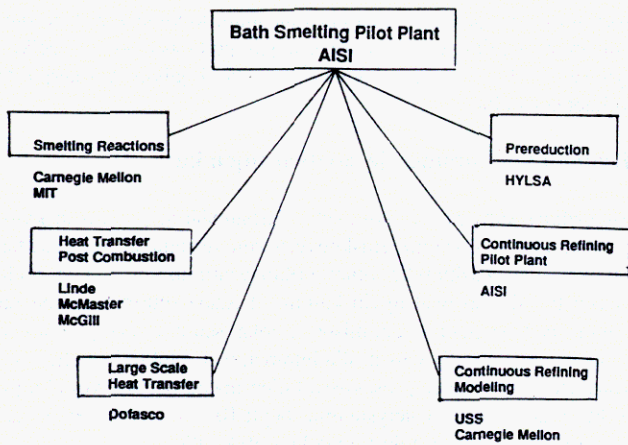 Bath Smelting Pilot Plant
AISI
Smelting Reactions
Carnegie Mellon
MIT
Prereduction
HYLSA
Heat Transfer
Post Combustion
Linde
McMaster
McGill
Continuous Refining
Pilot Plant
AISI
Large Scale
Heat Transfer
Dofasco
Continuous Refining
Modeling
USS
Carnegie Mellon